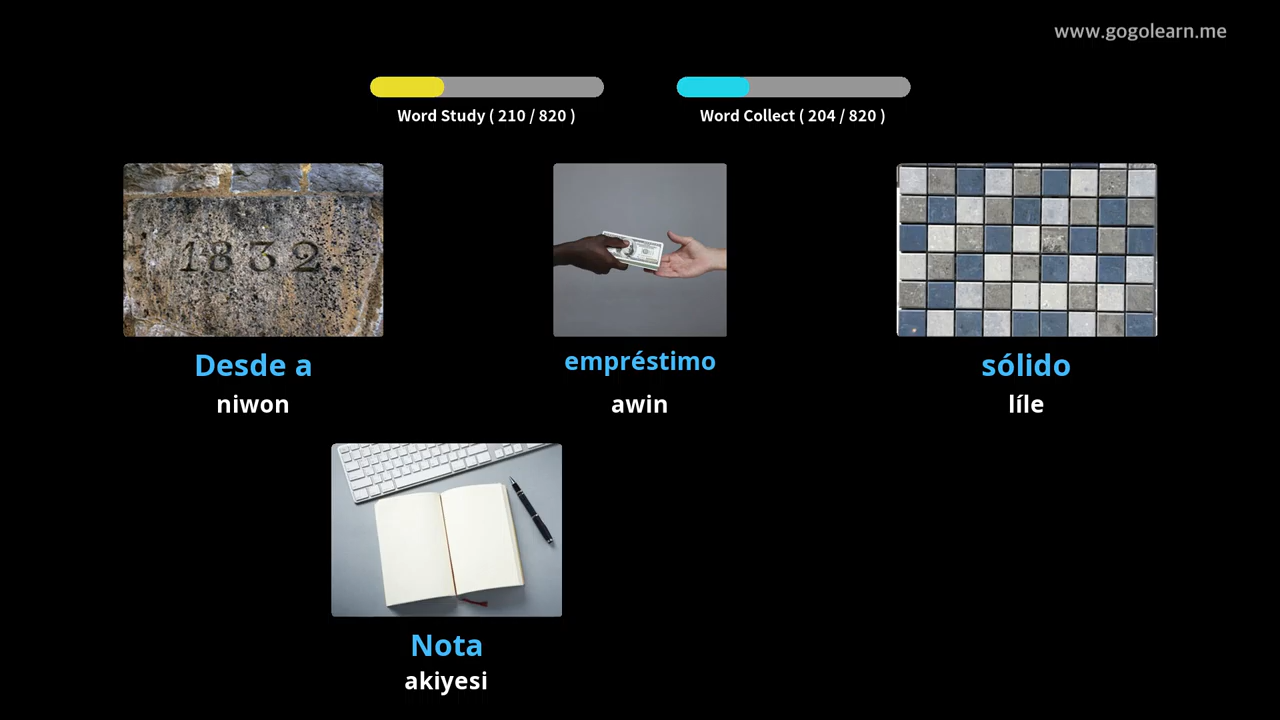 www.gogolearn.me
Word Study ( 210 / 820 )
Word Collect ( 204 / 820 )
1832.
Desde a
niwon
empréstimo
awin
sólido
líle
Nota
akiyesi